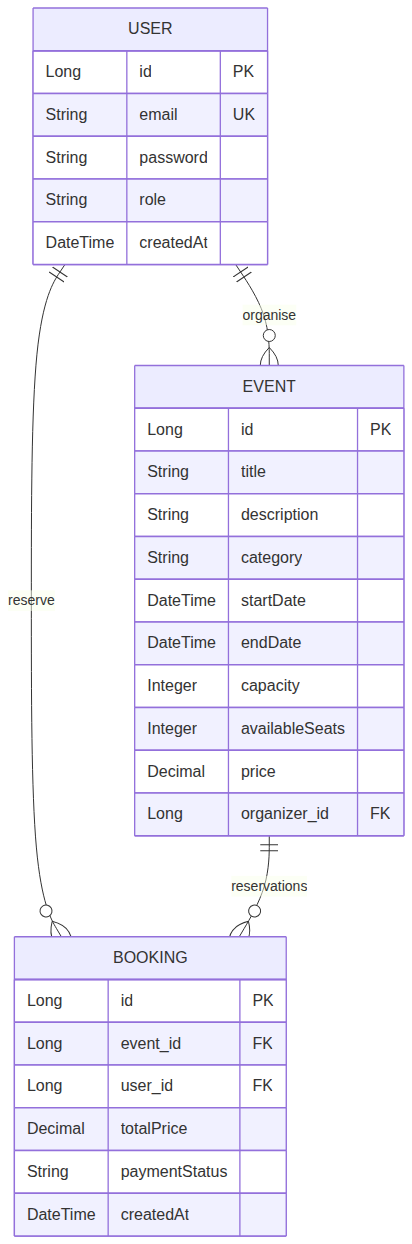 USER
Long id PK
String email UK
String password
String role
DateTime createdAt
organise
EVENT
Long id PK
String title
String description
String category
DateTime startDate
DateTime endDate
Integer capacity
Integer availableSeats
Decimal price
Long organizer_id FK
reserve
reservations
BOOKING
Long id PK
Long event_id FK
Long user_id FK
Decimal totalPrice
String paymentStatus
DateTime createdAt